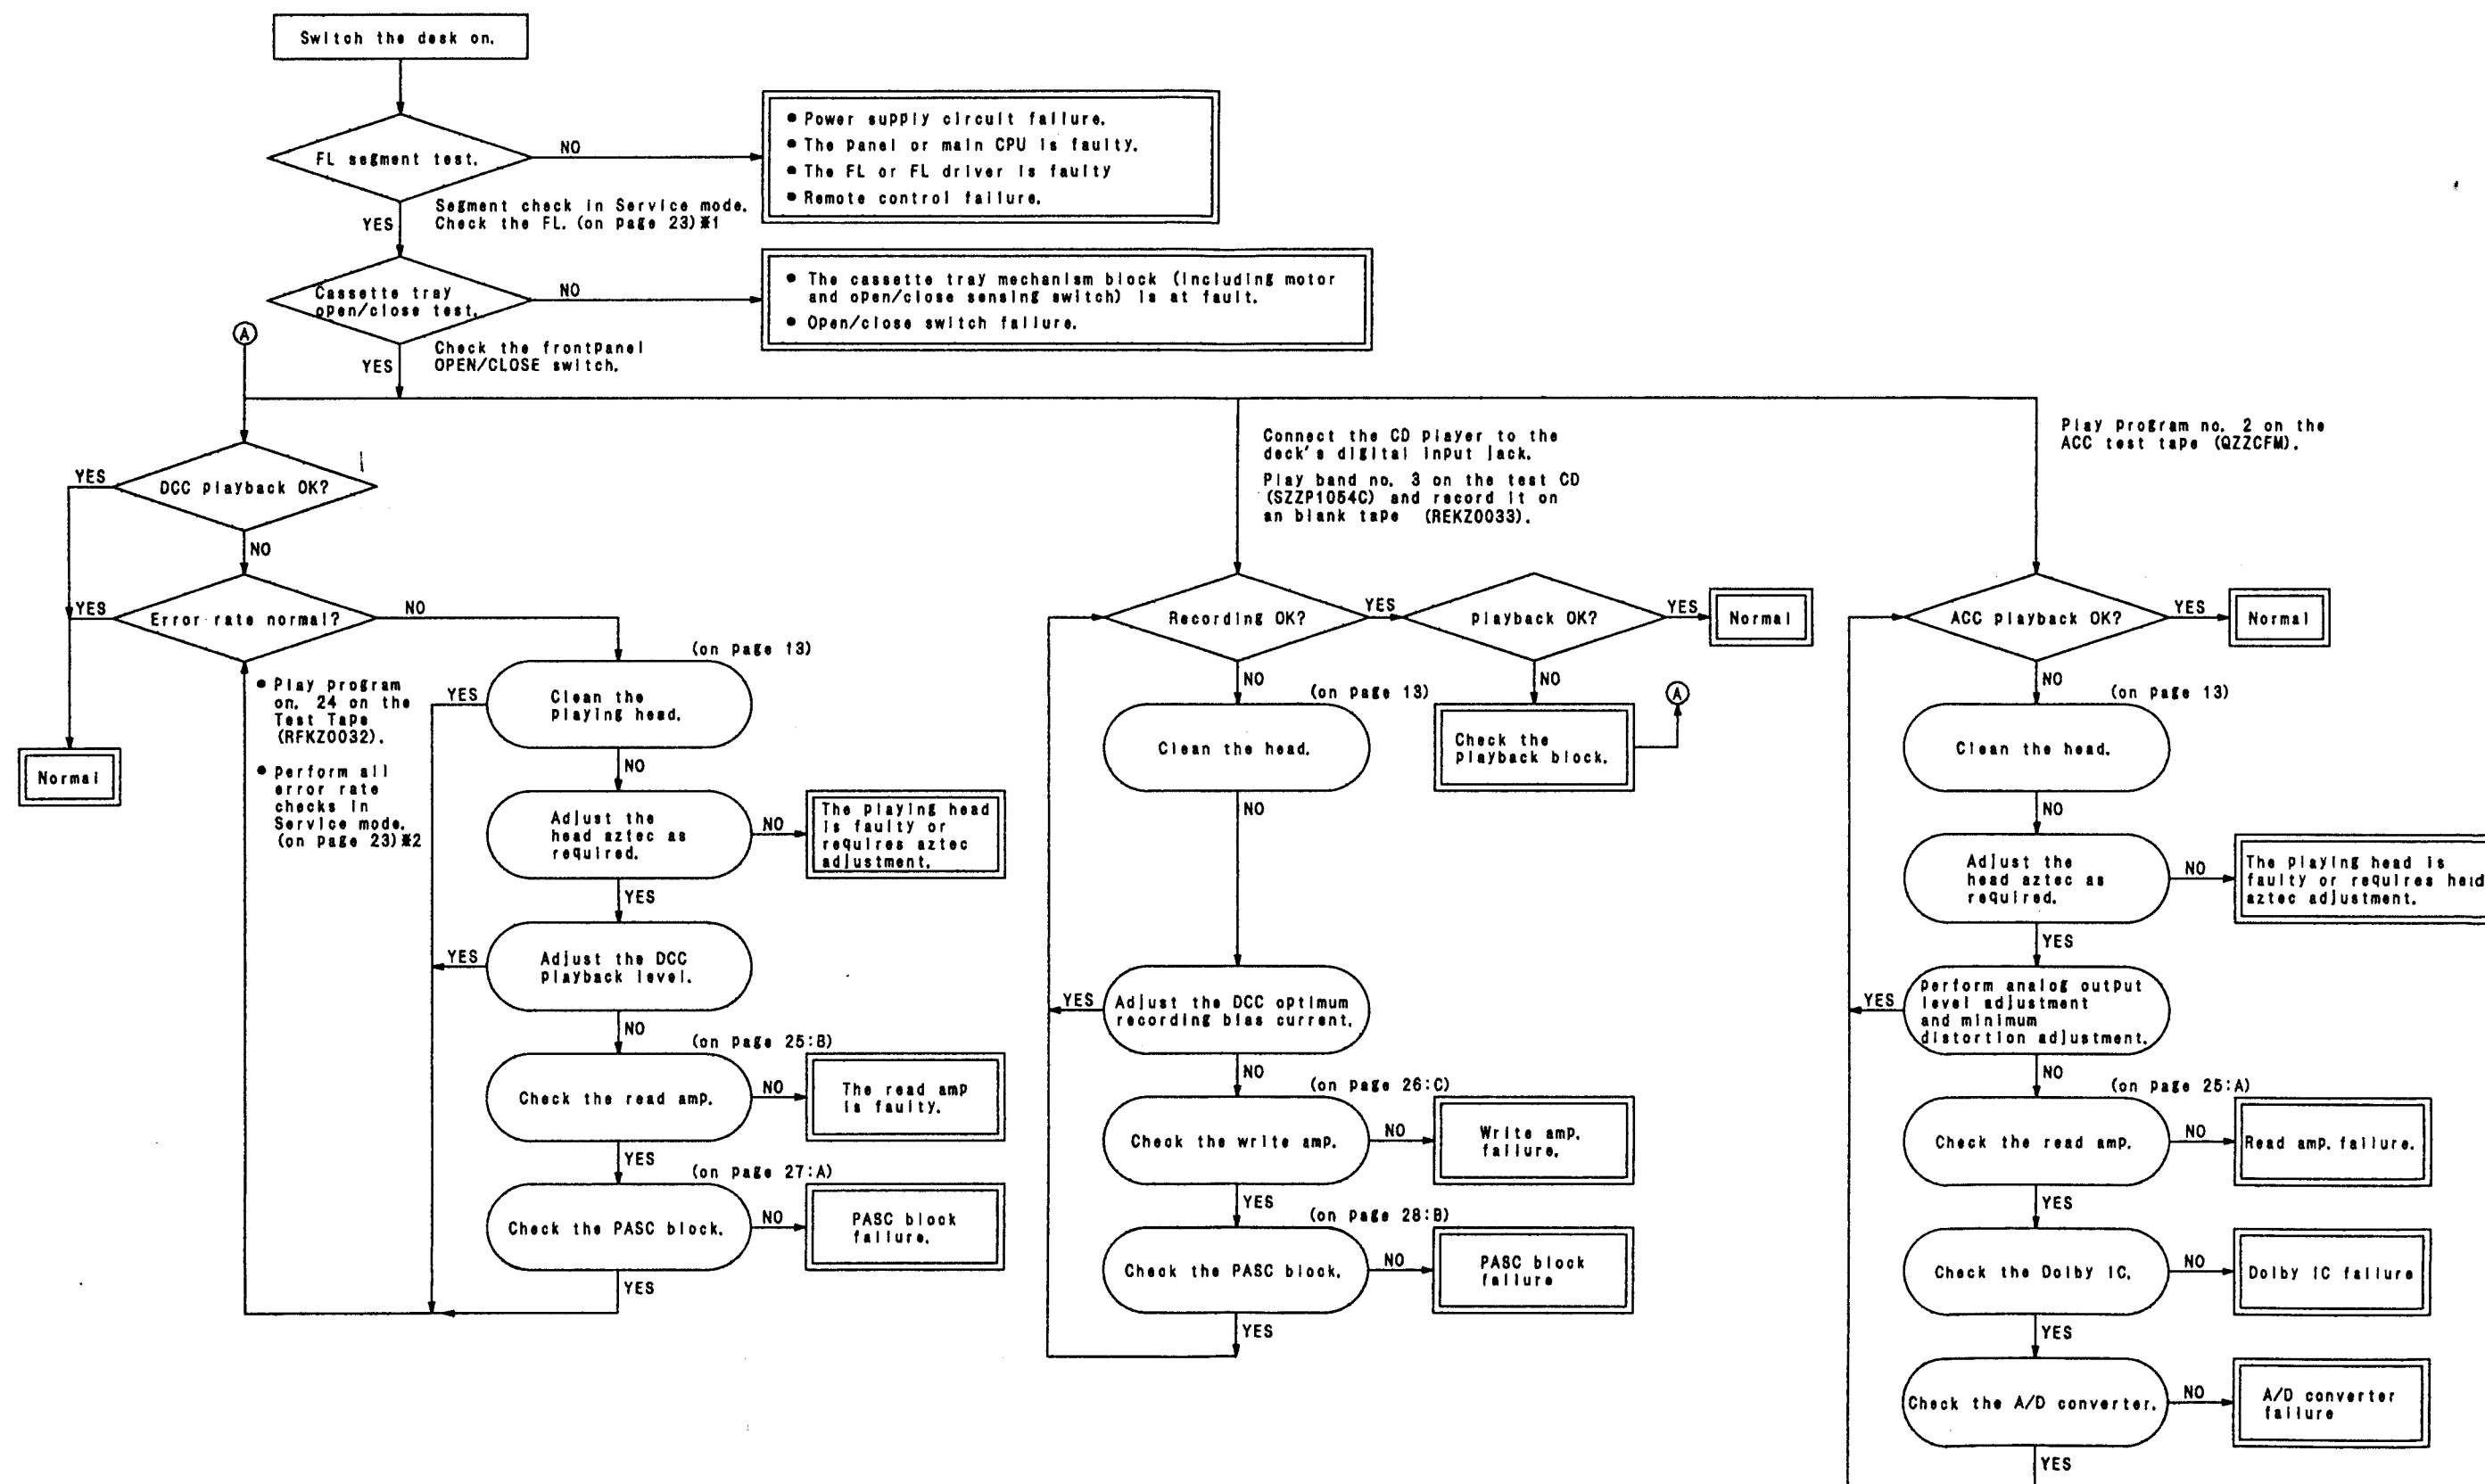 Switch the desk on.
FL segment test.
NO
● Power supply circuit failure.
● The panel or main CPU is faulty.
● The FL or FL driver is faulty
● Remote control failure.
Segment check in Service mode.
Check the FL. (on page 23)※1
YES
Cassette tray
open/close test.
NO
● The cassette tray mechanism block (including motor
and open/close sensing switch) is at fault.
● Open/close switch failure.
A
Check the frontpanel
OPEN/CLOSE switch.
YES
DCC playback OK?
YES
NO
Error rate normal?
YES
NO
Normal
● Play program
on. 24 on the
Test Tape
(RFKZ0032).
● Perform all
error rate
checks in
Service mode.
(on page 23)※2
(on page 13)
Clean the
playing head.
YES
NO
Adjust the
head aztec as
required.
NO
The playing head
is faulty or
requires aztec
adjustment.
YES
Adjust the DCC
playback level.
YES
NO
(on page 25:B)
Check the read amp.
NO
The read amp
is faulty.
YES
(on page 27:A)
Check the PASC block.
NO
PASC block
failure.
YES
Connect the CD player to the
deck's digital input jack.
Play band no. 3 on the test CD
(SZZP1054C) and record it on
an blank tape (REKZ0033).
Recording OK?
YES
playback OK?
YES
Normal
NO
(on page 13)
NO
Clean the head.
Check the
playback block.
A
NO
Adjust the DCC optimum
recording bias current.
YES
NO
(on page 26:C)
Check the write amp.
NO
Write amp.
failure.
YES
(on page 28:B)
Check the PASC block.
NO
PASC block
failure
YES
Play program no. 2 on the
ACC test tape (QZZCFM).
ACC playback OK?
YES
Normal
NO
(on page 13)
Clean the head.
NO
Adjust the
head aztec as
required.
NO
The playing head is
faulty or requires head
aztec adjustment.
YES
Perform analog output
level adjustment
and minimum
distortion adjustment.
YES
NO
(on page 25:A)
Check the read amp.
NO
Read amp. failure.
YES
Check the Dolby IC.
NO
Dolby IC failure
YES
Check the A/D converter.
NO
A/D converter
failure
YES